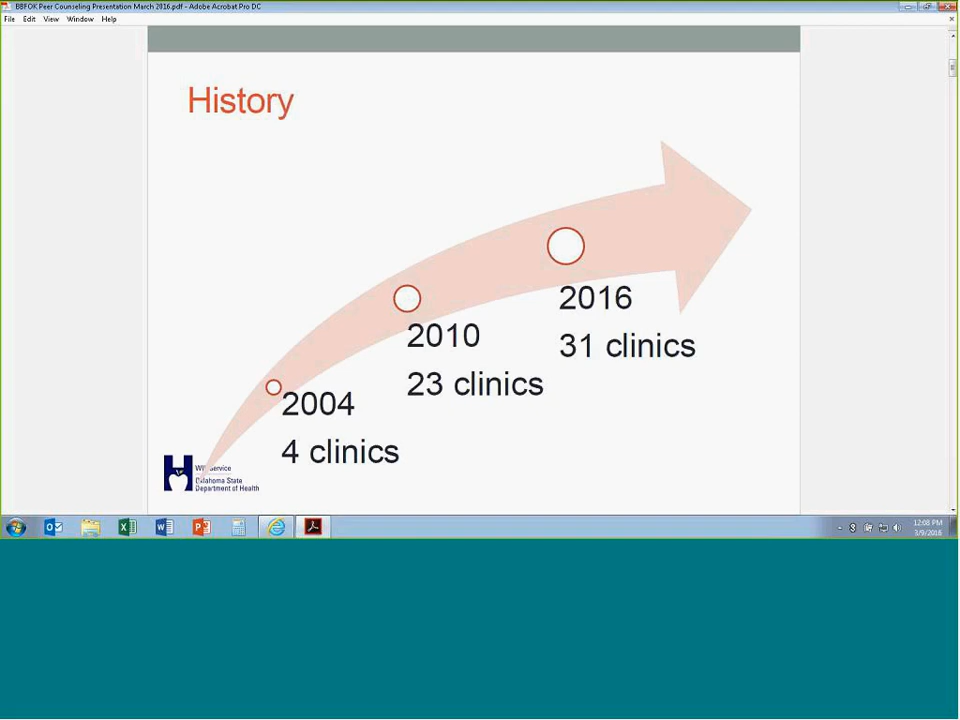 BBFOK Peer Counseling Presentation March 2016.pdf - Adobe Acrobat Pro DC
File Edit View Window Help
History
2016
31 clinics
2010
23 clinics
2004
4 clinics
Service
Oklahoma State
Department of Health
12:08 PM
3/9/2016